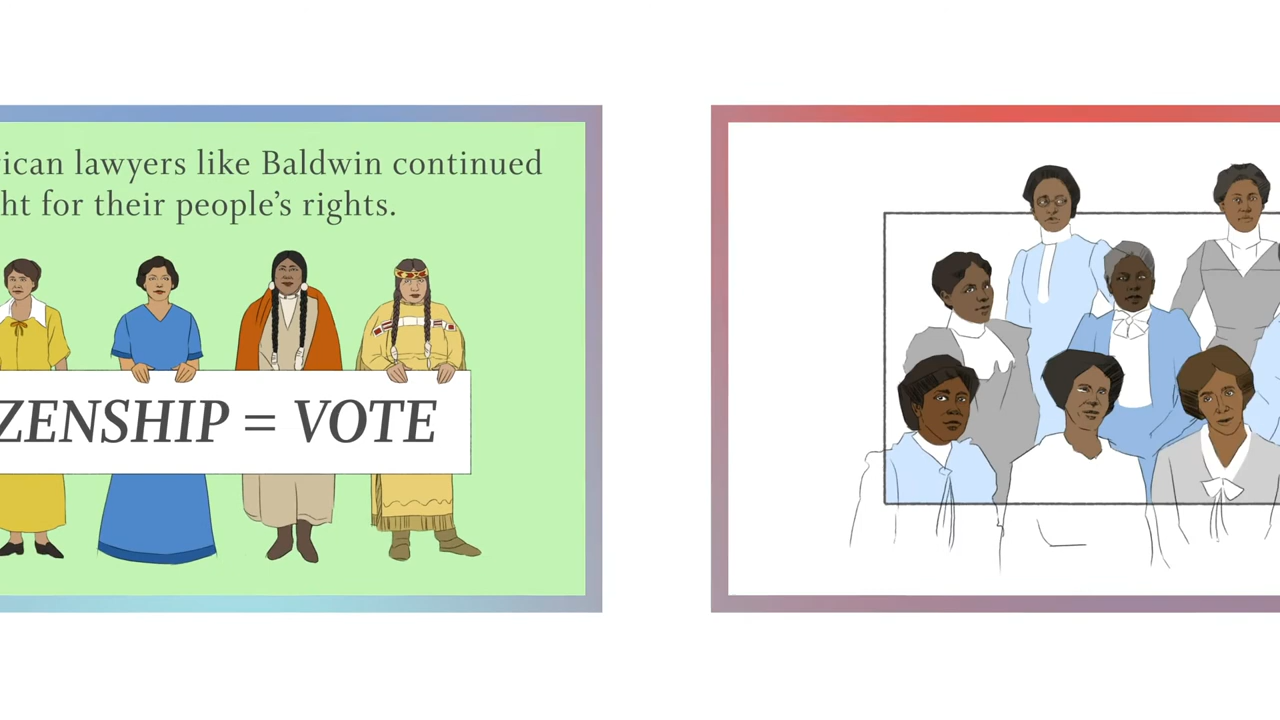 ican lawyers like Baldwin continued
ht for their people's rights.
ZENSHIP = VOTE